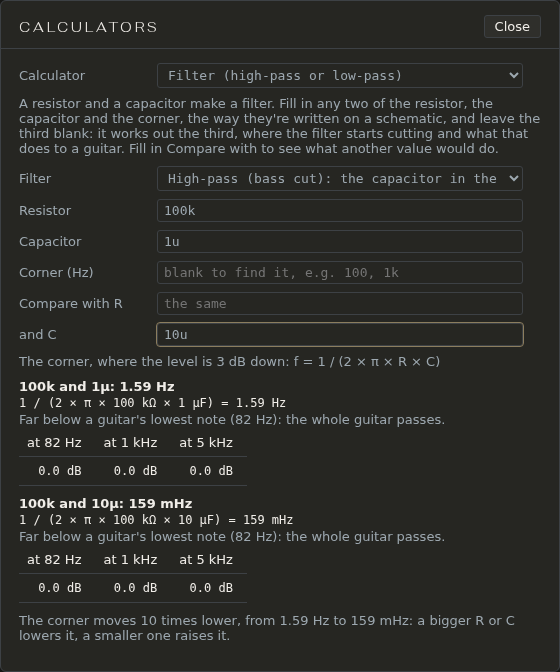 CALCULATORS
Close
Calculator
Filter (high-pass or low-pass)
A resistor and a capacitor make a filter. Fill in any two of the resistor, the
capacitor and the corner, the way they're written on a schematic, and leave the
third blank: it works out the third, where the filter starts cutting and what that
does to a guitar. Fill in Compare with to see what another value would do.
Filter
High-pass (bass cut): the capacitor in the
Resistor
100k
Capacitor
1u
Corner (Hz)
blank to find it, e.g. 100, 1k
Compare with R
the same
and C
10u
The corner, where the level is 3 dB down: f = 1 / (2 × π × R × C)
100k and 1µ: 1.59 Hz
1 / (2 × π × 100 kΩ × 1 µF) = 1.59 Hz
Far below a guitar's lowest note (82 Hz): the whole guitar passes.
at 82 Hz at 1 kHz at 5 kHz
0.0 dB 0.0 dB 0.0 dB
100k and 10µ: 159 mHz
1 / (2 × π × 100 kΩ × 10 µF) = 159 mHz
Far below a guitar's lowest note (82 Hz): the whole guitar passes.
at 82 Hz at 1 kHz at 5 kHz
0.0 dB 0.0 dB 0.0 dB
The corner moves 10 times lower, from 1.59 Hz to 159 mHz: a bigger R or C
lowers it, a smaller one raises it.